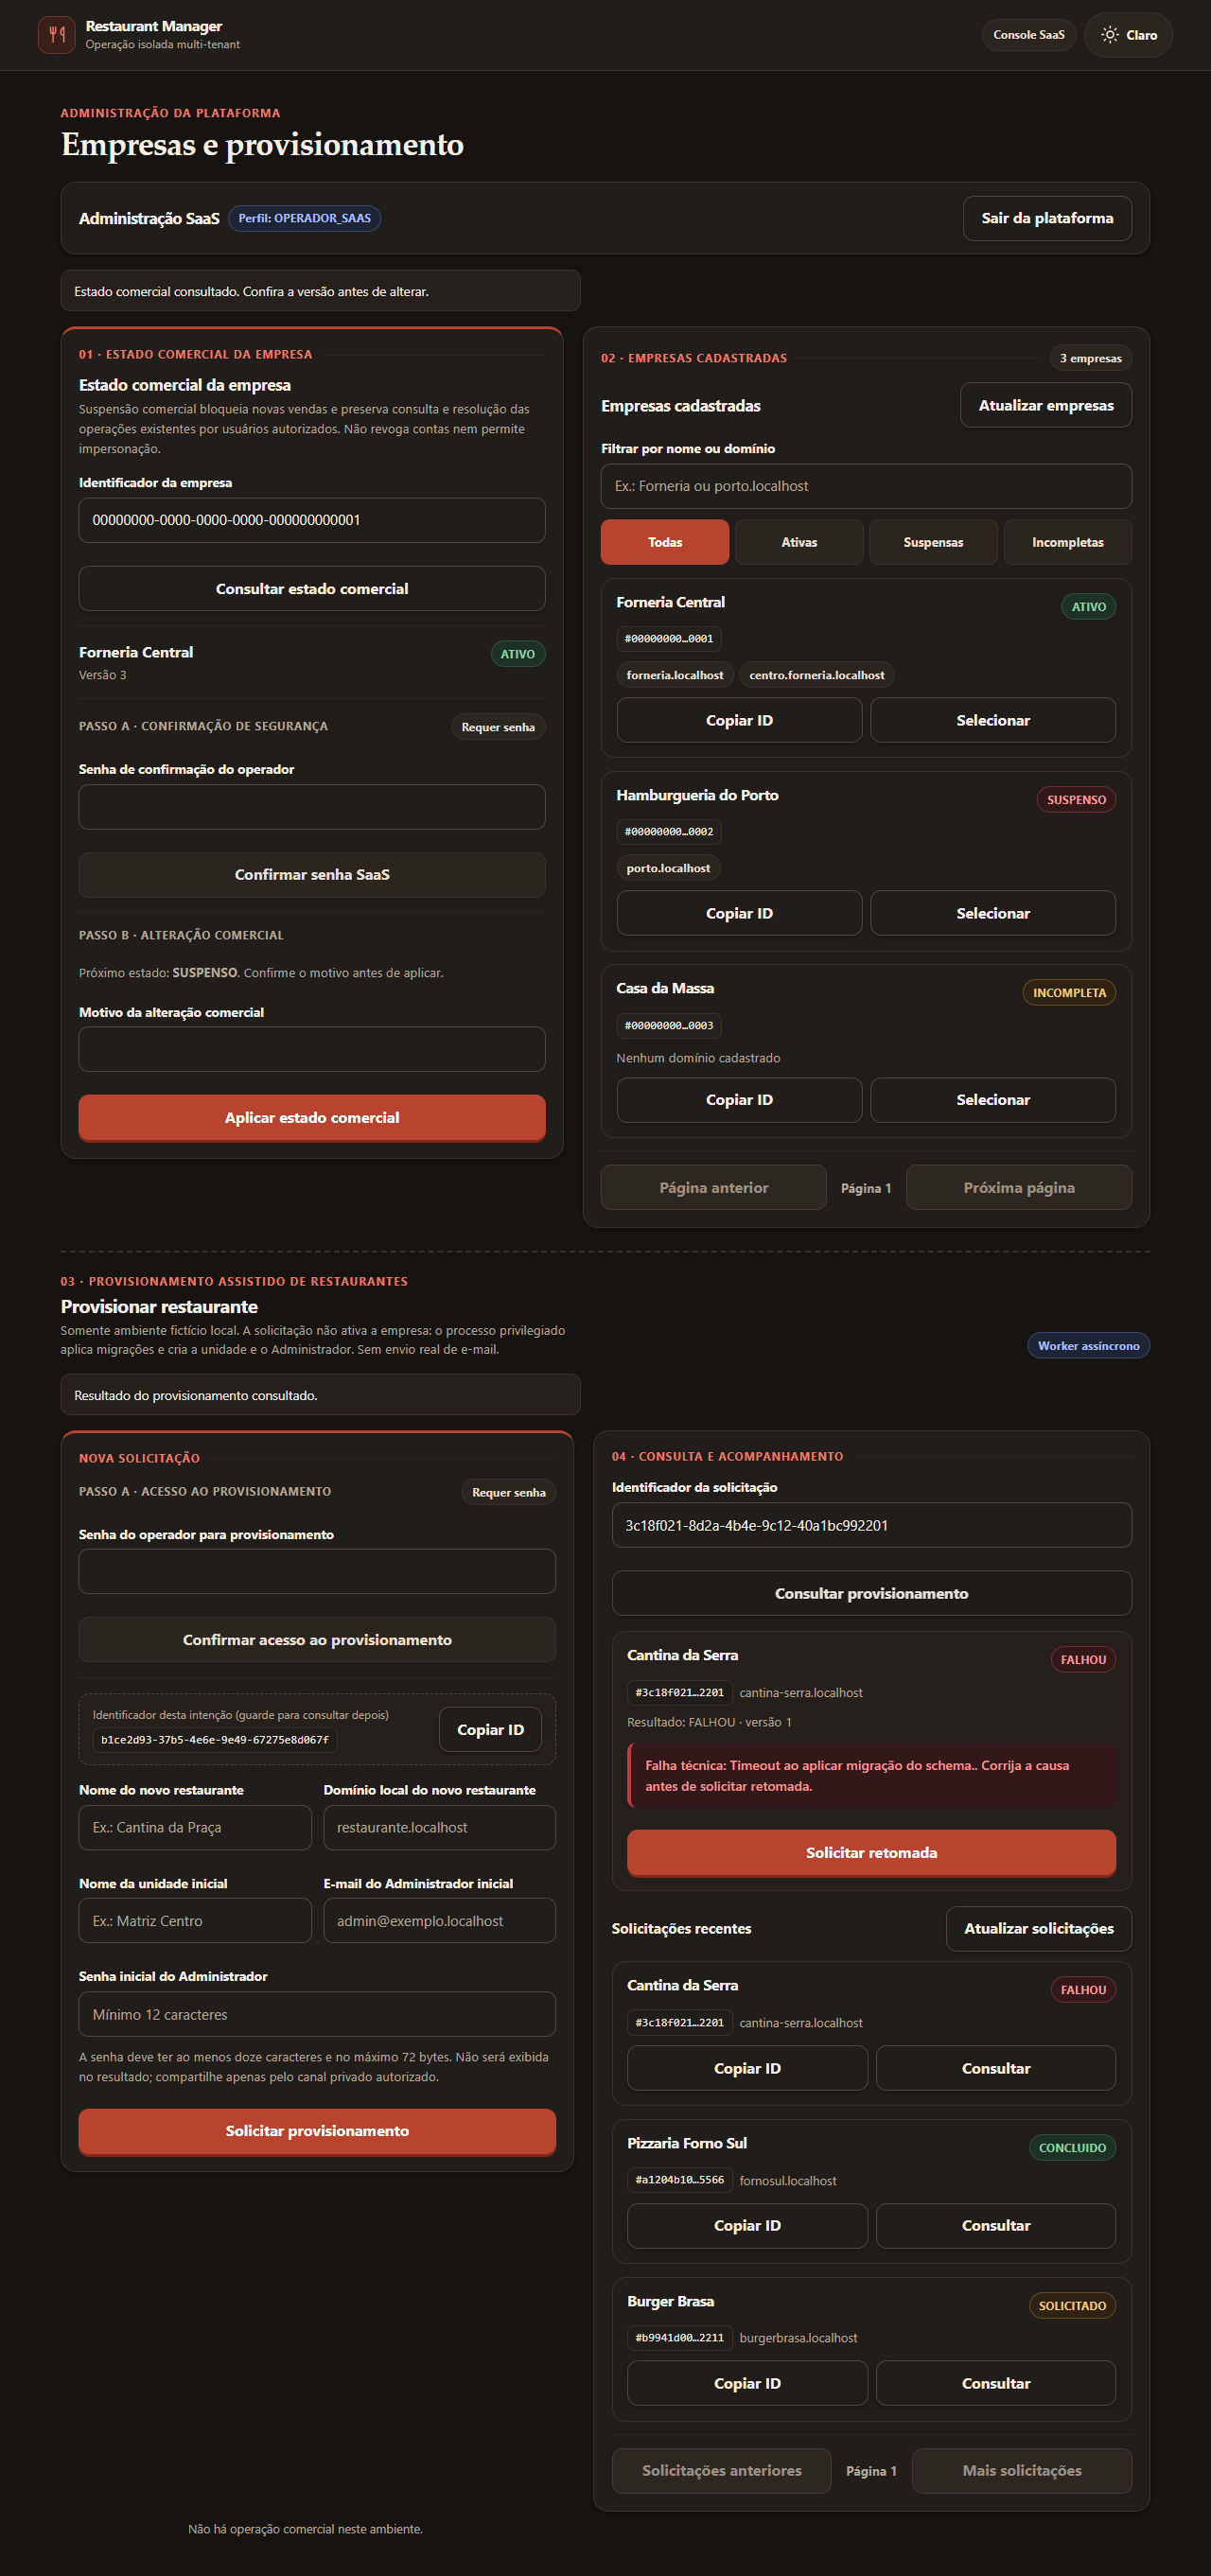 Restaurant Manager
Operação isolada multi-tenant
Console SaaS
Claro
ADMINISTRAÇÃO DA PLATAFORMA
Empresas e provisionamento
Administração SaaS
Perfil: OPERADOR_SAAS
Sair da plataforma
Estado comercial consultado. Confira a versão antes de alterar.
01 · ESTADO COMERCIAL DA EMPRESA
Estado comercial da empresa
Suspensão comercial bloqueia novas vendas e preserva consulta e resolução das
operações existentes por usuários autorizados. Não revoga contas nem permite
impersonação.
Identificador da empresa
00000000-0000-0000-0000-000000000001
Consultar estado comercial
Forneria Central
ATIVO
Versão 3
PASSO A · CONFIRMAÇÃO DE SEGURANÇA
Requer senha
Senha de confirmação do operador
Confirmar senha SaaS
PASSO B · ALTERAÇÃO COMERCIAL
Próximo estado: SUSPENSO. Confirme o motivo antes de aplicar.
Motivo da alteração comercial
Aplicar estado comercial
02 · EMPRESAS CADASTRADAS
3 empresas
Empresas cadastradas
Atualizar empresas
Filtrar por nome ou domínio
Ex.: Forneria ou porto.localhost
Todas
Ativas
Suspensas
Incompletas
Forneria Central
ATIVO
#00000000…0001
forneria.localhost
centro.forneria.localhost
Copiar ID
Selecionar
Hamburgueria do Porto
SUSPENSO
#00000000…0002
porto.localhost
Copiar ID
Selecionar
Casa da Massa
INCOMPLETA
#00000000…0003
Nenhum domínio cadastrado
Copiar ID
Selecionar
Página anterior
Página 1
Próxima página
03 · PROVISIONAMENTO ASSISTIDO DE RESTAURANTES
Provisionar restaurante
Somente ambiente fictício local. A solicitação não ativa a empresa: o processo privilegiado
aplica migrações e cria a unidade e o Administrador. Sem envio real de e-mail.
Worker assíncrono
Resultado do provisionamento consultado.
NOVA SOLICITAÇÃO
PASSO A · ACESSO AO PROVISIONAMENTO
Requer senha
Senha do operador para provisionamento
Confirmar acesso ao provisionamento
Identificador desta intenção (guarde para consultar depois)
b1ce2d93-37b5-4e6e-9e49-67275e8d067f
Copiar ID
Nome do novo restaurante
Domínio local do novo restaurante
Ex.: Cantina da Praça
restaurante.localhost
Nome da unidade inicial
E-mail do Administrador inicial
Ex.: Matriz Centro
admin@exemplo.localhost
Senha inicial do Administrador
Mínimo 12 caracteres
A senha deve ter ao menos doze caracteres e no máximo 72 bytes. Não será exibida
no resultado; compartilhe apenas pelo canal privado autorizado.
Solicitar provisionamento
04 · CONSULTA E ACOMPANHAMENTO
Identificador da solicitação
3c18f021-8d2a-4b4e-9c12-40a1bc992201
Consultar provisionamento
Cantina da Serra
FALHOU
#3c18f021…2201
cantina-serra.localhost
Resultado: FALHOU · versão 1
Falha técnica: Timeout ao aplicar migração do schema.. Corrija a causa
antes de solicitar retomada.
Solicitar retomada
Solicitações recentes
Atualizar solicitações
Cantina da Serra
FALHOU
#3c18f021…2201
cantina-serra.localhost
Copiar ID
Consultar
Pizzaria Forno Sul
CONCLUIDO
#a1204b10…5566
fornosul.localhost
Copiar ID
Consultar
Burger Brasa
SOLICITADO
#b9941d00…2211
burgerbrasa.localhost
Copiar ID
Consultar
Solicitações anteriores
Página 1
Mais solicitações
Não há operação comercial neste ambiente.